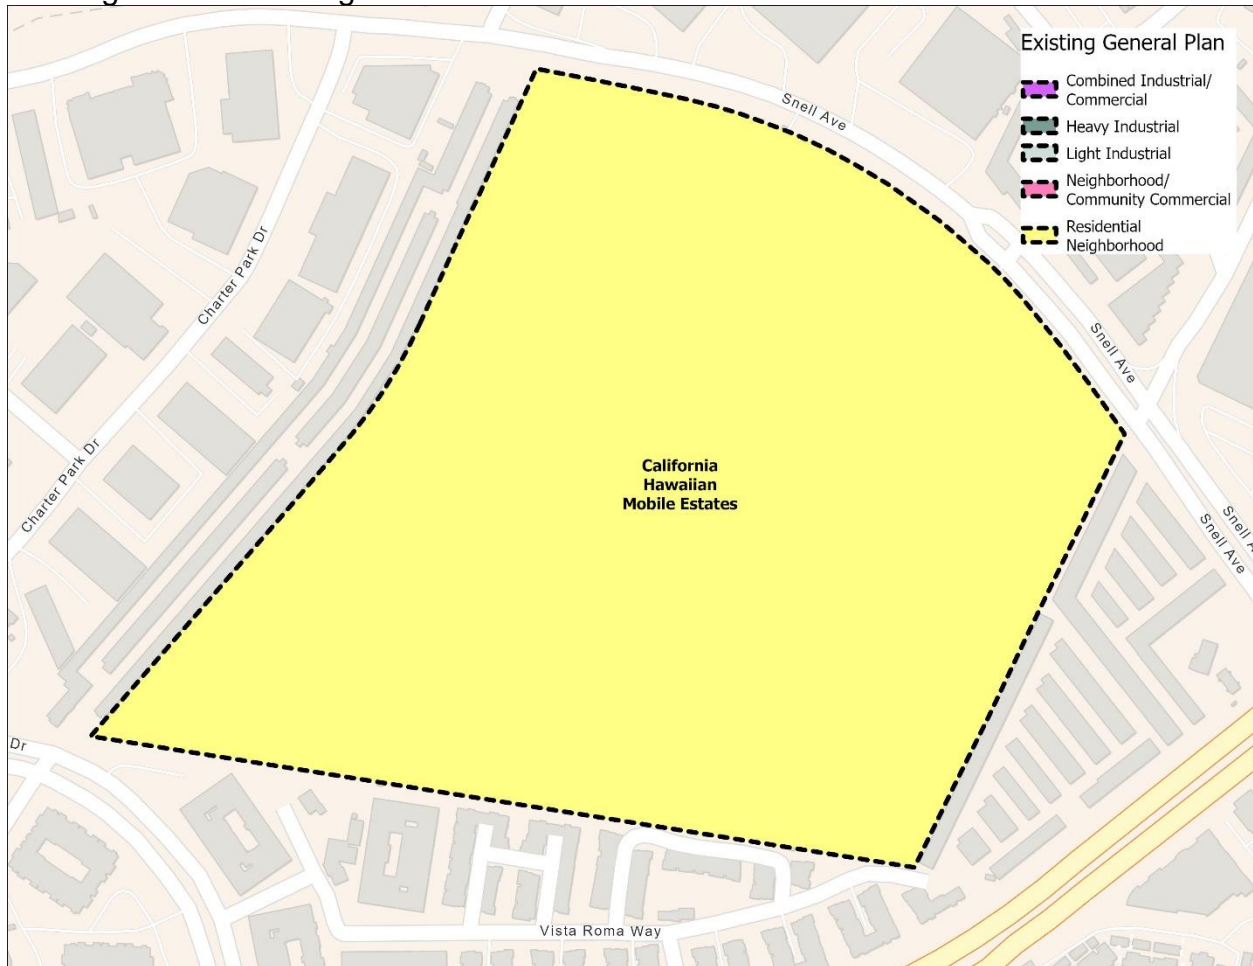 Existing General Plan
Combined Industrial/
Commercial
Heavy Industrial
Light Industrial
Neighborhood/
Community Commercial
Residential
Neighborhood
Snell Ave
Charter Park Dr
Snell Ave
Charter Park Dr
California
Hawaiian
Mobile Estates
Snell Ave
Snell A
Dr
Vista Roma Way